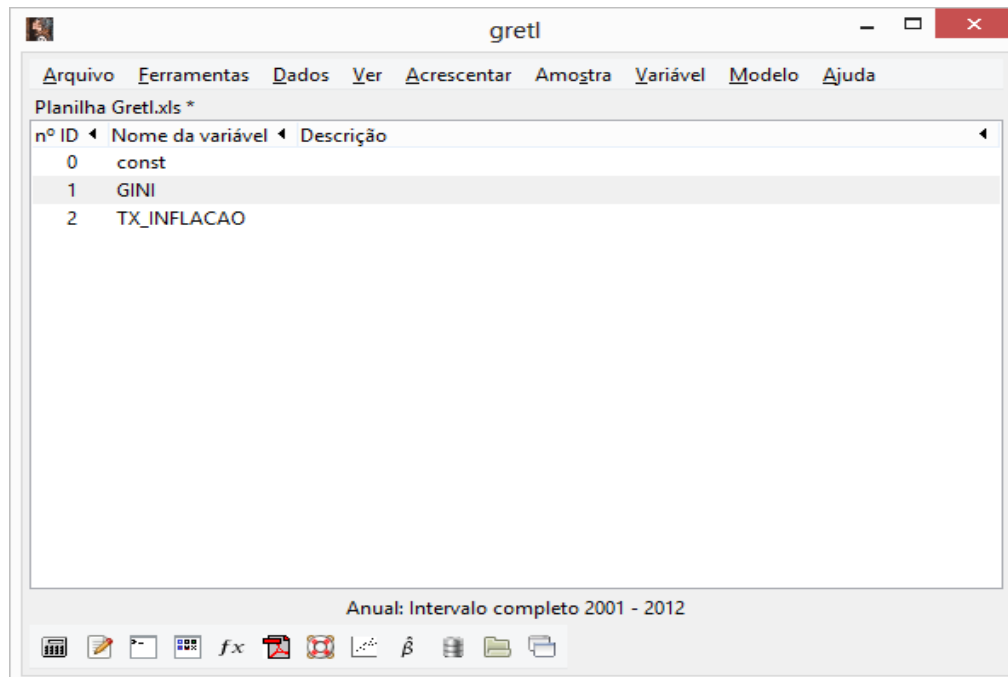 gretl
Arquivo Ferramentas Dados Ver Acrescentar Amostra Variável Modelo Ajuda
Planilha Gretl.xls *
nº ID Nome da variável Descrição
0 const
1 GINI
2 TX_INFLACAO
Anual: Intervalo completo 2001 - 2012
fx β̂